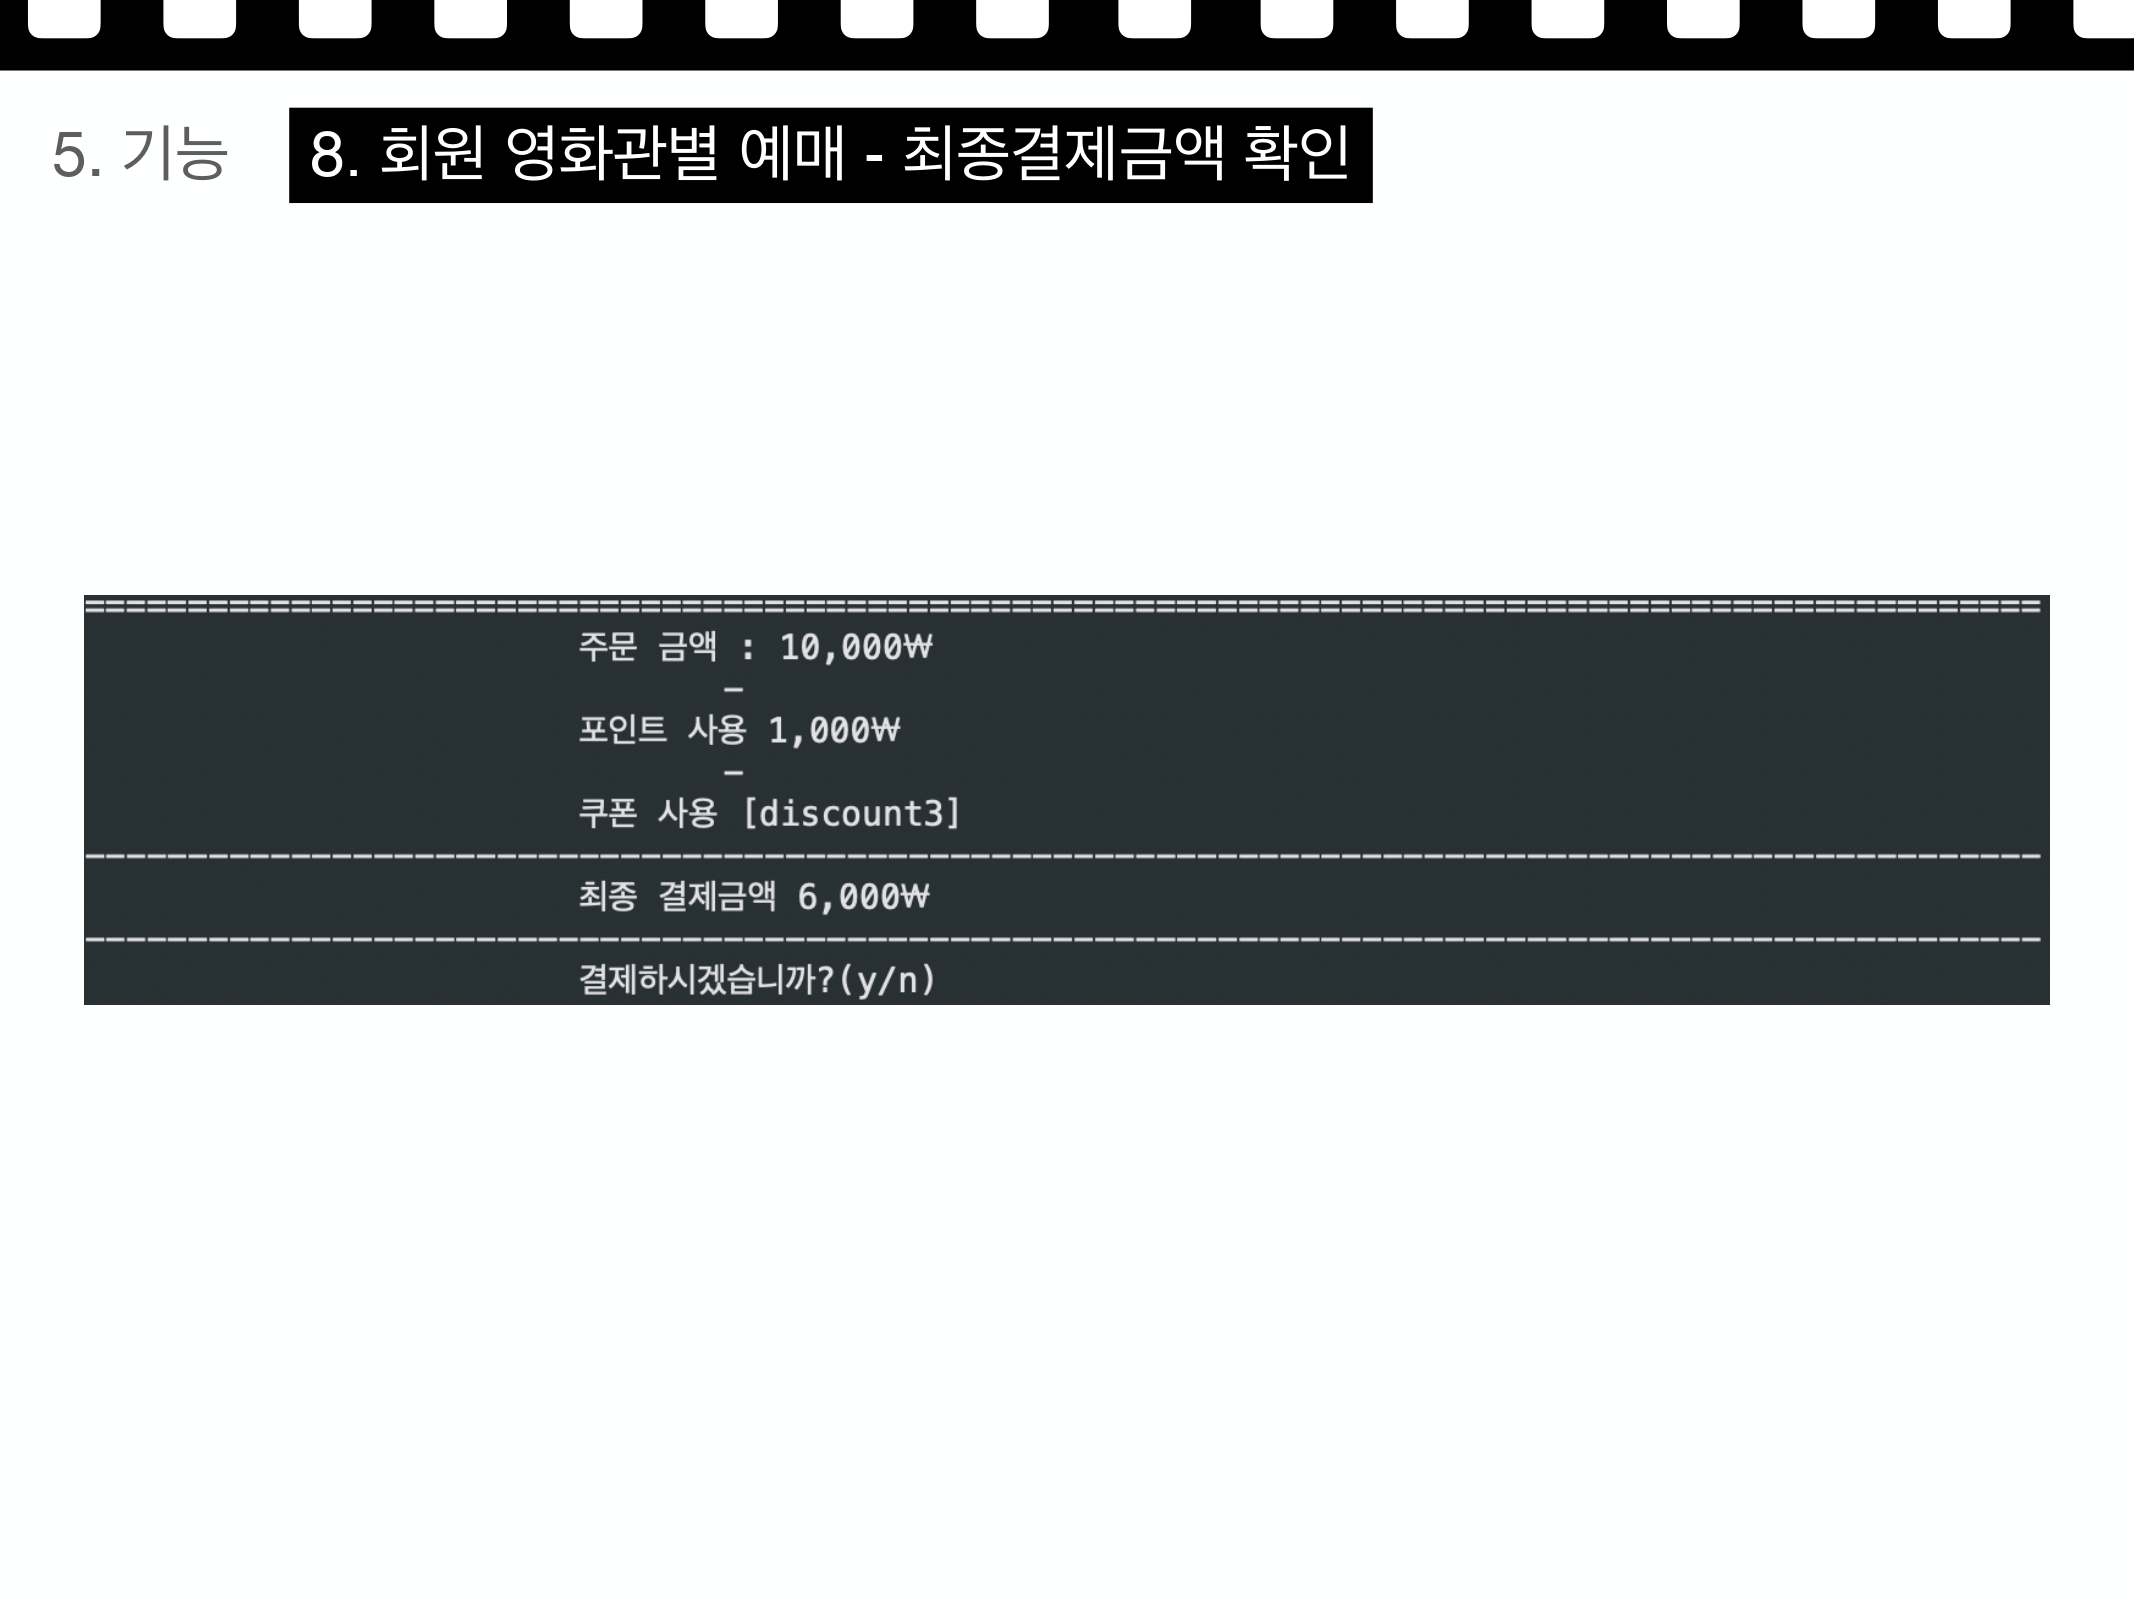 5. 기능 8. 회원 영화관별 예매 - 최종결제금액 확인
================================================================================================
주문 금액 : 10,000₩
-
포인트 사용 1,000₩
-
쿠폰 사용 [discount3]
------------------------------------------------------------------------------------------------
최종 결제금액 6,000₩
------------------------------------------------------------------------------------------------
결제하시겠습니까?(y/n)